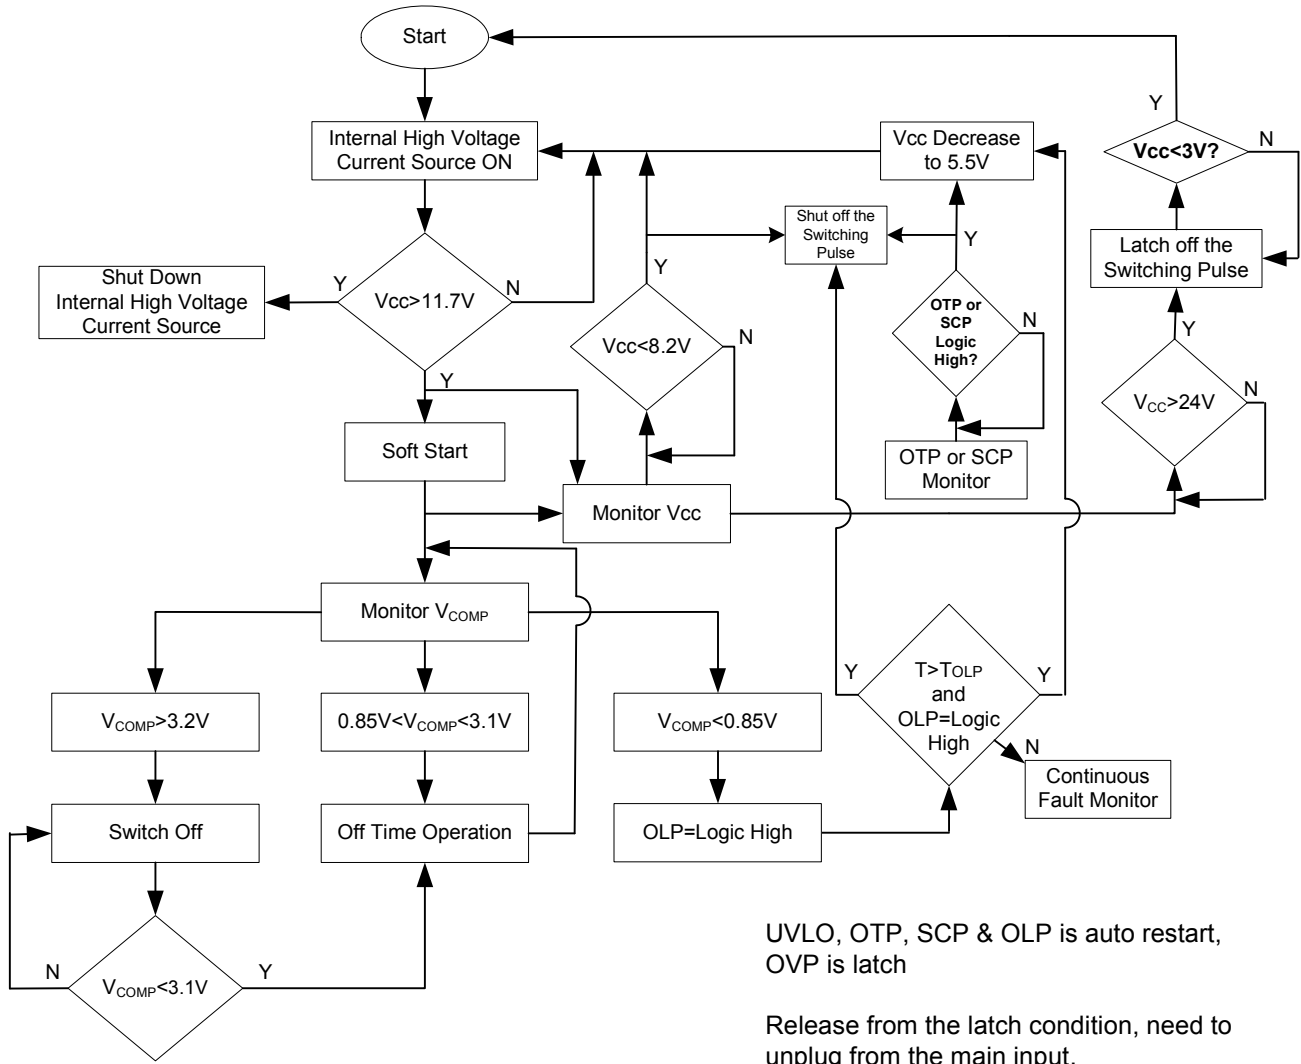 Start
Y
Internal High Voltage
Current Source ON
Vcc Decrease
to 5.5V
Vcc<3V?
N
Shut off the
Switching
Pulse
Y
Latch off the
Switching Pulse
Shut Down
Internal High Voltage
Current Source
Y
Vcc>11.7V
N
Y
OTP or
SCP
Logic
High?
N
Vcc<8.2V
N
Y
VCC>24V
N
Y
Soft Start
OTP or SCP
Monitor
Monitor Vcc
Monitor VCOMP
VCOMP>3.2V
0.85V<VCOMP<3.1V
VCOMP<0.85V
Y
T>TOLP
and
OLP=Logic
High
Y
N
Continuous
Fault Monitor
Switch Off
Off Time Operation
OLP=Logic High
N
VCOMP<3.1V
Y
UVLO, OTP, SCP & OLP is auto restart,
OVP is latch
Release from the latch condition, need to
unplug from the main input.